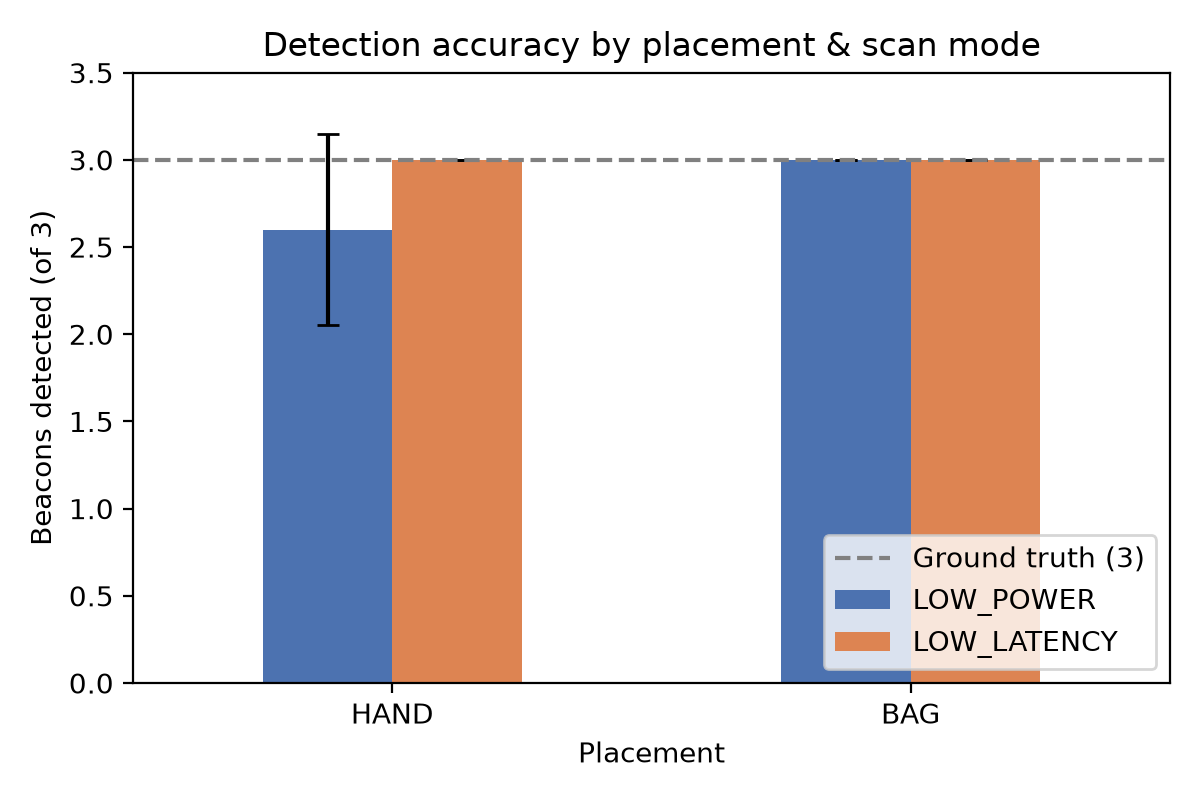 Detection accuracy by placement & scan mode
Beacons detected (of 3)
3.5
3.0
2.5
2.0
1.5
1.0
0.5
0.0
HAND
BAG
Placement
Ground truth (3)
LOW_POWER
LOW_LATENCY